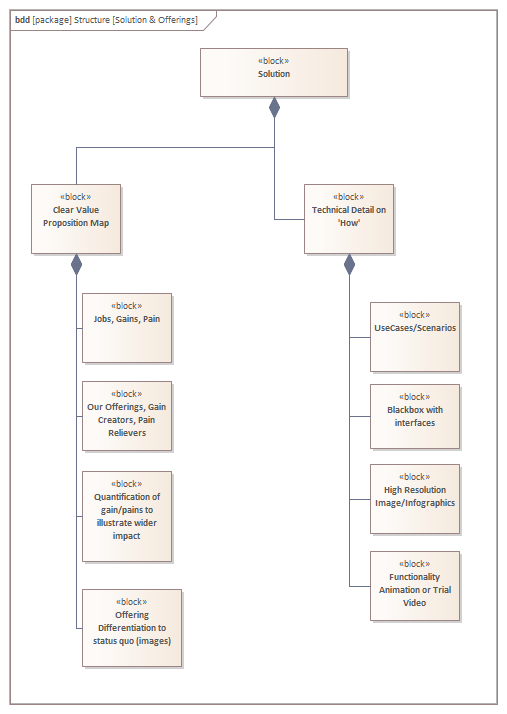 bdd [package] Structure [Solution & Offerings]
«block»
Solution
«block»
Clear Value
Proposition Map
«block»
Technical Detail on
'How'
«block»
Jobs, Gains, Pain
«block»
Our Offerings, Gain
Creators, Pain
Relievers
«block»
Quantification of
gain/pains to
illustrate wider
impact
«block»
Offering
Differentiation to
status quo (images)
«block»
UseCases/Scenarios
«block»
Blackbox with
interfaces
«block»
High Resolution
Image/Infographics
«block»
Functionality
Animation or Trial
Video